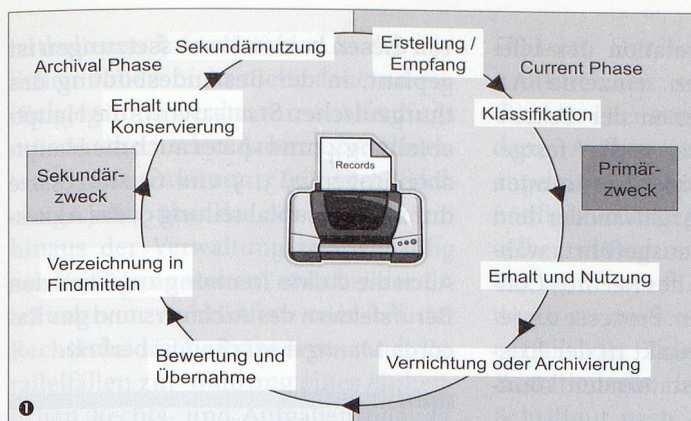 Archival Phase
Sekundärnutzung
Erstellung /
Empfang
Current Phase
Klassifikation
Primär-
zweck
Erhalt und Nutzung
Vernichtung oder Archivierung
Bewertung und
Übernahme
Verzeichnung in
Findmitteln
Sekundär-
zweck
Erhalt und
Konservierung
Records
1